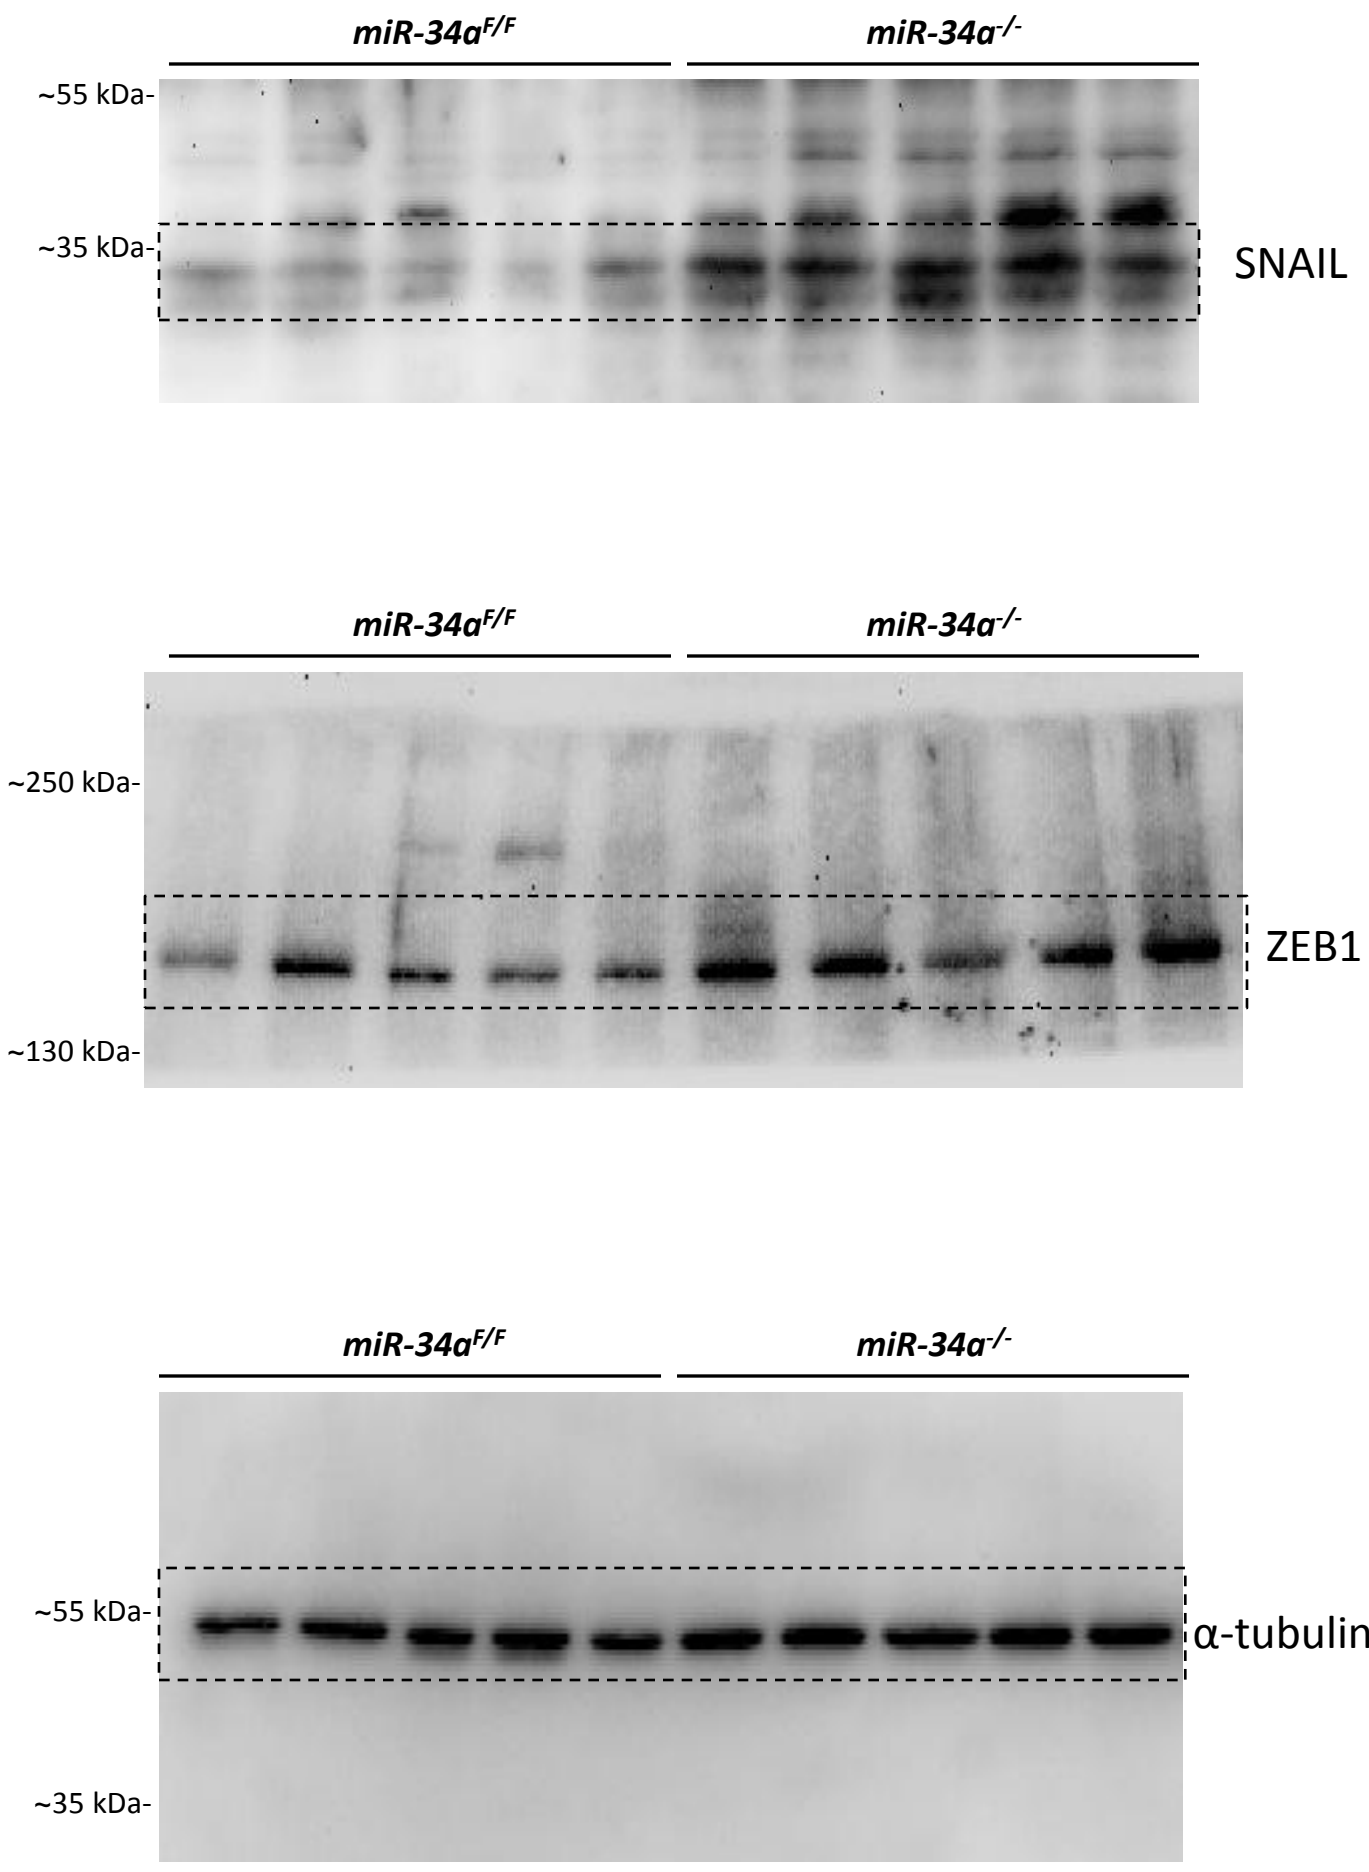 miR-34aF/F miR-34a-/-
~55 kDa-
~35 kDa-
SNAIL
miR-34aF/F miR-34a-/-
~250 kDa-
ZEB1
~130 kDa-
miR-34aF/F miR-34a-/-
~55 kDa-
α-tubulin
~35 kDa-